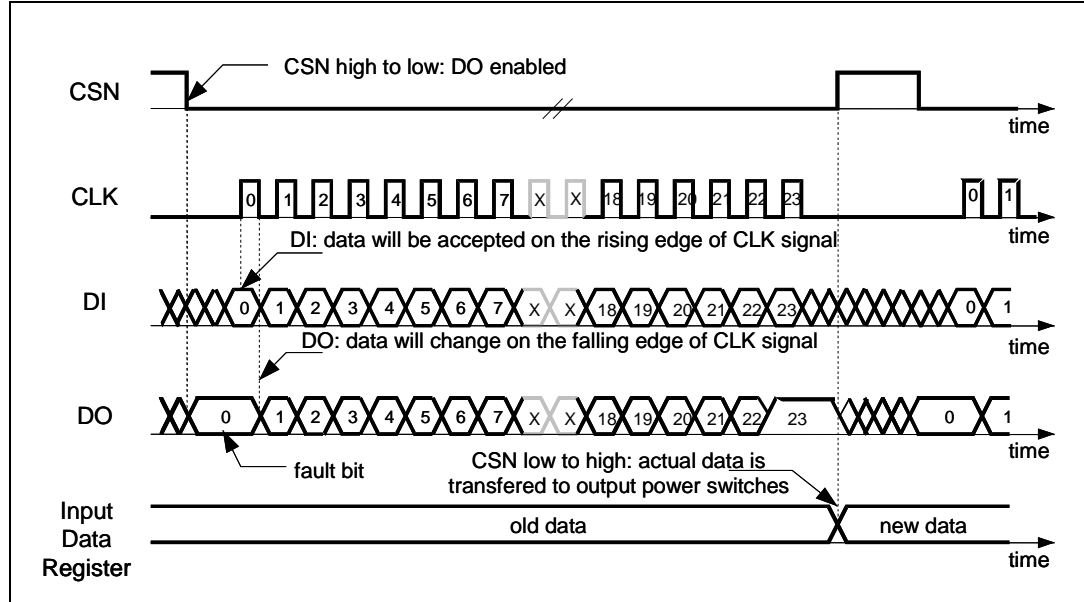 CSN high to low: DO enabled
CSN
time
CLK
0 1 2 3 4 5 6 7 X X 18 19 20 21 22 23 0 1
time
DI: data will be accepted on the rising edge of CLK signal
DI
0 1 2 3 4 5 6 7 X X 18 19 20 21 22 23 0 1
time
DO: data will change on the falling edge of CLK signal
DO
0 1 2 3 4 5 6 7 X X 18 19 20 21 22 23 0 1
time
fault bit
CSN low to high: actual data is
transfered to output power switches
Input
Data
Register
old data
new data
time